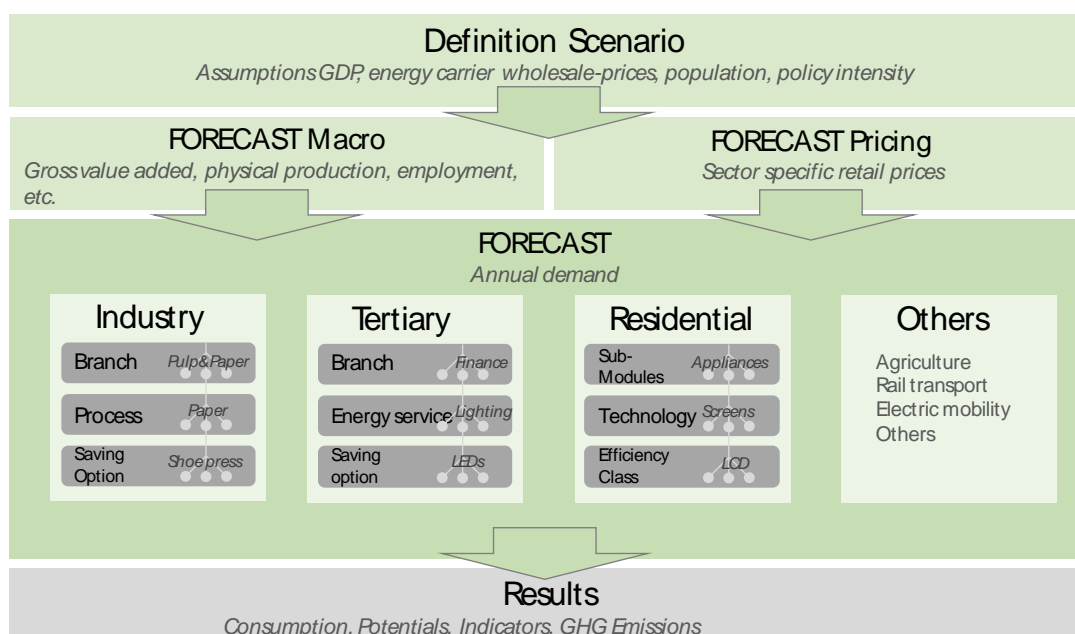 Definition Scenario
Assumptions GDP, energy carrier wholesale-prices, population, policy intensity
FORECAST Macro
Gross value added, physical production, employment,
etc.
FORECAST Pricing
Sector specific retail prices
FORECAST
Annual demand
Industry
Branch Pulp&Paper
Process Paper
Saving
Option
Shoe press
Tertiary
Branch Finance
Energy service Lighting
Saving
option
LEDs
Residential
Sub-
Modules
Appliances
Technology Screens
Efficiency
Class
LCD
Others
Agriculture
Rail transport
Electric mobility
Others
Results
Consumption, Potentials, Indicators, GHG Emissions